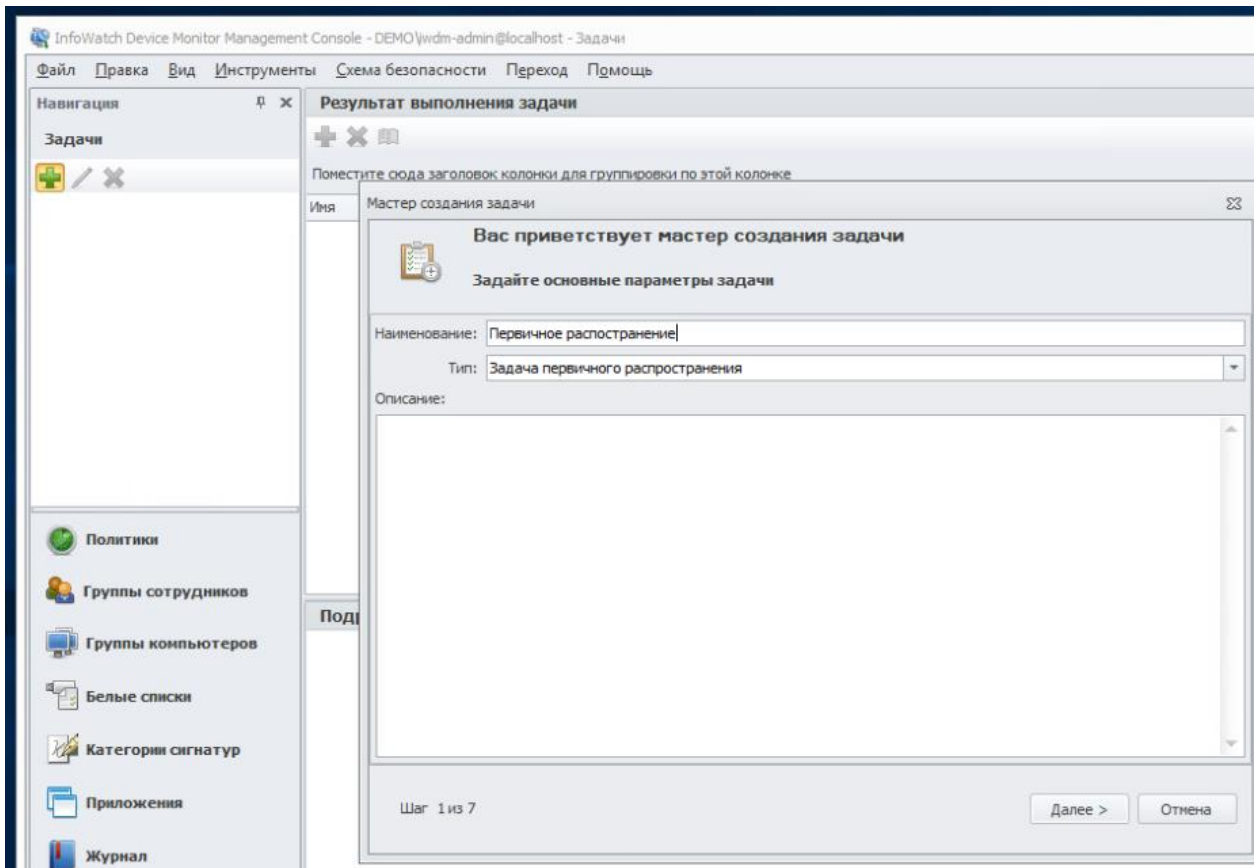 InfoWatch Device Monitor Management Console - DEMO\iwdm-admin@localhost - Задачи
Файл Правка Вид Инструменты Схема безопасности Переход Помощь
Навигация
Задачи
Результат выполнения задачи
Поместите сюда заголовок колонки для группировки по этой колонке
Имя
Мастер создания задачи
Вас приветствует мастер создания задачи
Задайте основные параметры задачи
Наименование: Первичное распостранение
Тип: Задача первичного распространения
Описание:
Политики
Группы сотрудников
Группы компьютеров
Белые списки
Категории сигнатур
Приложения
Журнал
Под
Шаг 1 из 7
Далее >
Отмена